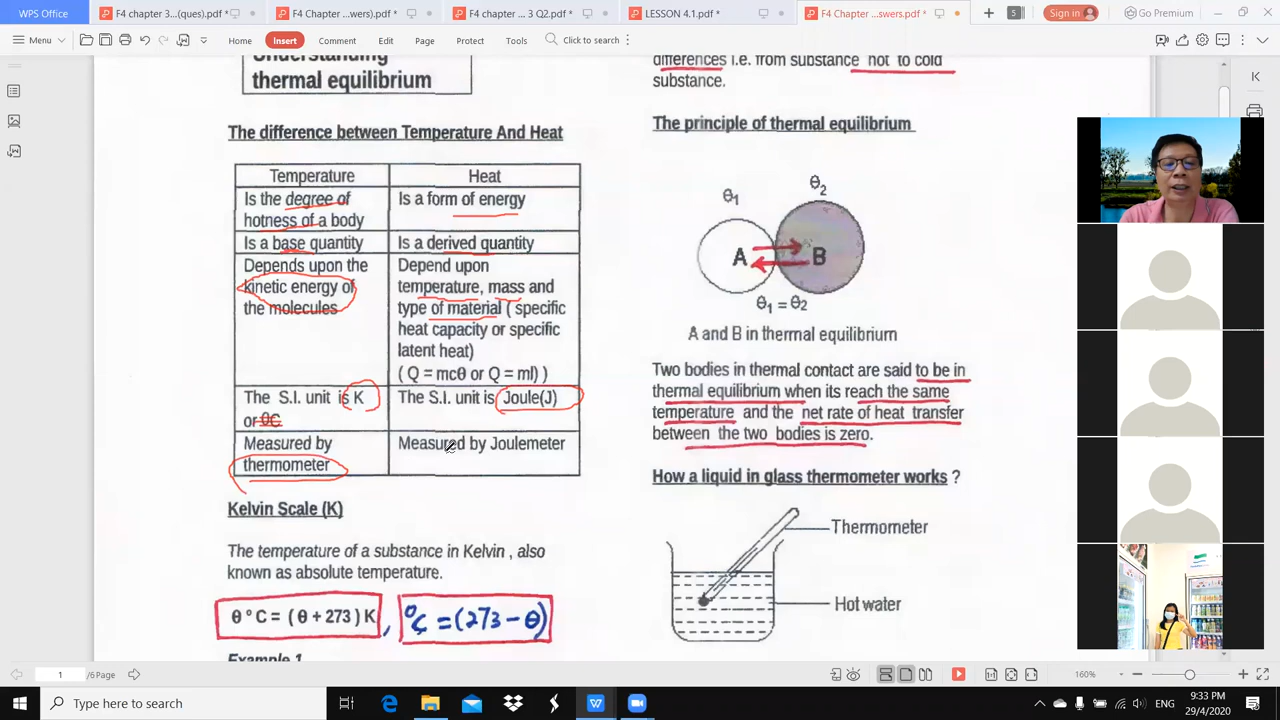 WPS Office
F4 chapter 3...(ques).pdf *
F4 Chapter ...wers).pdf *
F4 Chapter ... 3 Q2.pdf *
LESSON 4.1.pdf *
F4 Chapter ...swers.pdf *
S
Sign in
Go Premium
Menu
Home
Insert
Comment
Edit
Page
Protect
Tools
Click to search
Understanding
thermal equilibrium
The difference between Temperature And Heat
Temperature
Heat
Is the degree of
hotness of a body
Is a form of energy
Is a base quantity
Is a derived quantity
Depends upon the
kinetic energy of
the molecules
Depend upon
temperature, mass and
type of material ( specific
heat capacity or specific
latent heat)
( Q = mcθ or Q = ml) )
The S.I. unit is K
or θC
The S.I. unit is Joule(J)
Measured by
thermometer
Measured by Joulemeter
Kelvin Scale (K)
The temperature of a substance in Kelvin , also
known as absolute temperature.
θ °C = ( θ + 273 ) K , °C = (273 - θ)
Example 1
differences i.e. from substance hot to cold
substance.
The principle of thermal equilibrium
θ1
θ2
A
B
θ1 = θ2
A and B in thermal equilibrium
Two bodies in thermal contact are said to be in
thermal equilibrium when its reach the same
temperature and the net rate of heat transfer
between the two bodies is zero.
How a liquid in glass thermometer works ?
Thermometer
Hot water
1
/6 Page
160%
Type here to search
ENG
9:33 PM
29/4/2020